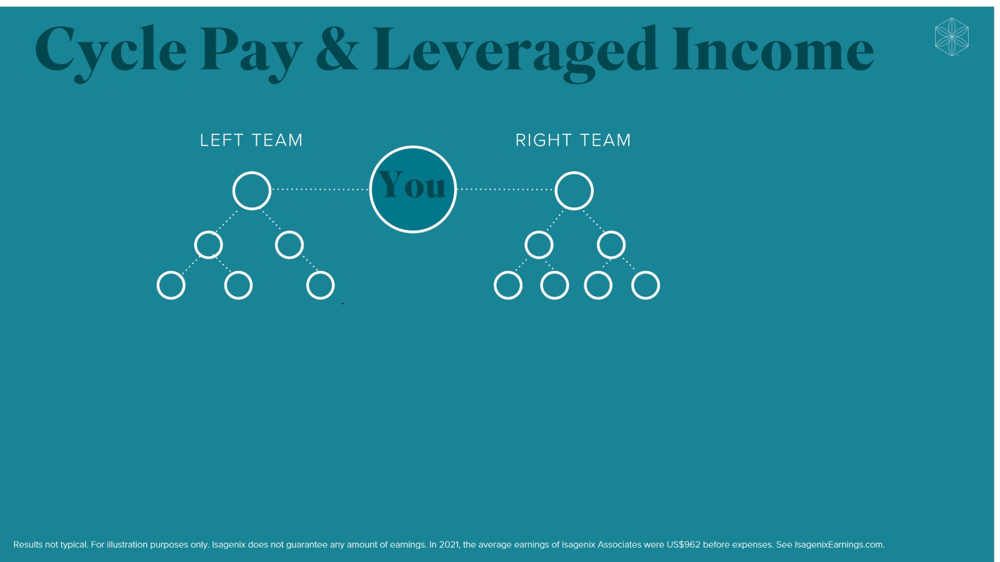 Cycle Pay & Leveraged Income
LEFT TEAM
RIGHT TEAM
You
Results not typical. For illustration purposes only. Isagenix does not guarantee any amount of earnings. In 2021, the average earnings of Isagenix Associates were US$962 before expenses. See IsagenixEarnings.com.